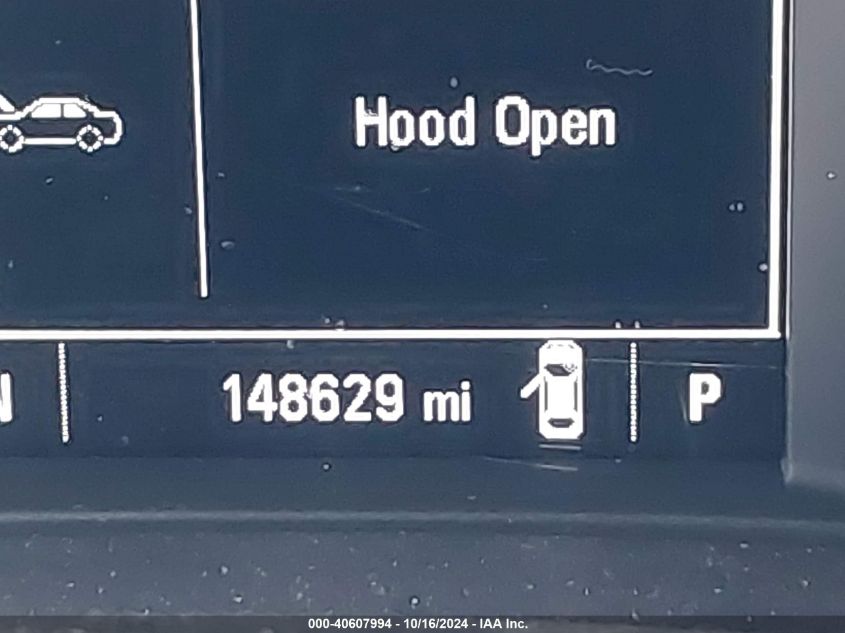 Hood Open
N 148629 mi P
000-40607994 - 10/16/2024 - IAA Inc.